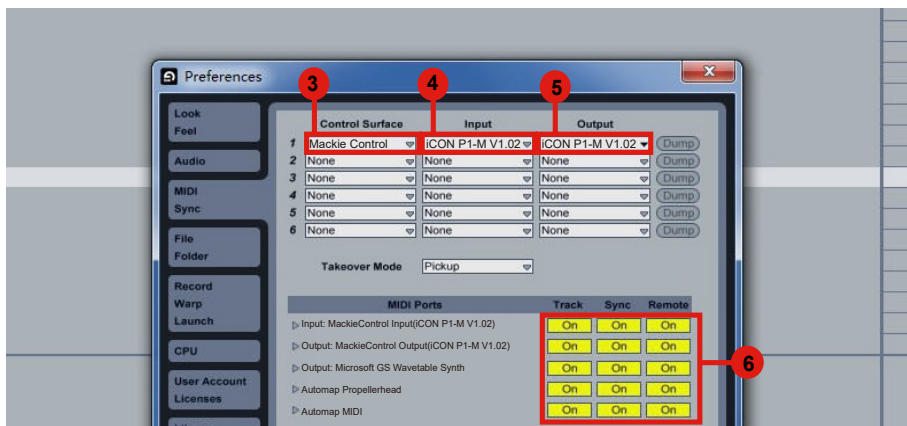 Preferences
X
3
4
5
Look
Feel
Audio
MIDI
Sync
File
Folder
Record
Warp
Launch
CPU
User Account
Licenses
Control Surface Input Output
1 Mackie Control iCON P1-M V1.02 iCON P1-M V1.02 Dump
2 None None None Dump
3 None None None Dump
4 None None None Dump
5 None None None Dump
6 None None None Dump
Takeover Mode Pickup
MIDI Ports Track Sync Remote
Input: MackieControl Input(iCON P1-M V1.02) On On On
Output: MackieControl Output(iCON P1-M V1.02) On On On
Output: Microsoft GS Wavetable Synth On On On
Automap Propellerhead On On On
Automap MIDI On On On
6